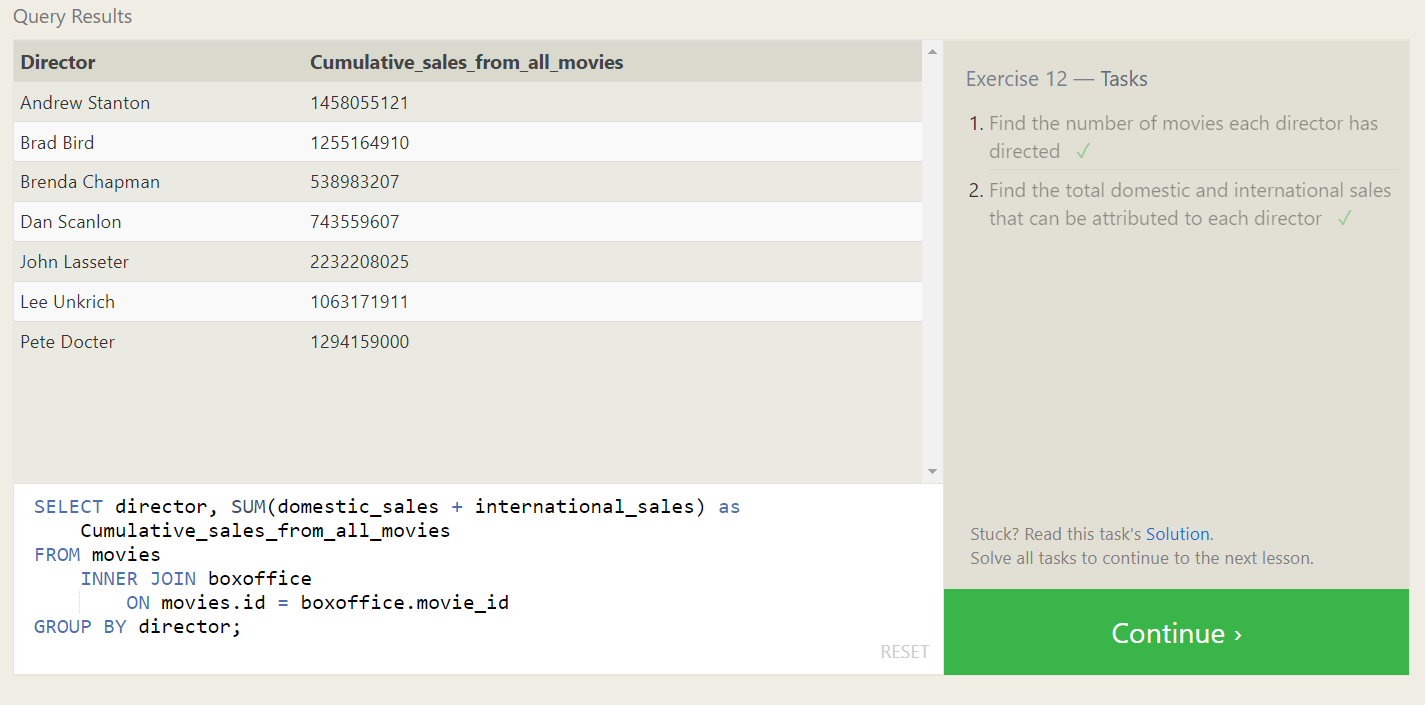 Query Results
Director Cumulative_sales_from_all_movies
Andrew Stanton 1458055121
Brad Bird 1255164910
Brenda Chapman 538983207
Dan Scanlon 743559607
John Lasseter 2232208025
Lee Unkrich 1063171911
Pete Docter 1294159000
SELECT director, SUM(domestic_sales + international_sales) as
Cumulative_sales_from_all_movies
FROM movies
INNER JOIN boxoffice
ON movies.id = boxoffice.movie_id
GROUP BY director;
RESET
Exercise 12 — Tasks
1. Find the number of movies each director has
directed ✓
2. Find the total domestic and international sales
that can be attributed to each director ✓
Stuck? Read this task's Solution.
Solve all tasks to continue to the next lesson.
Continue ›